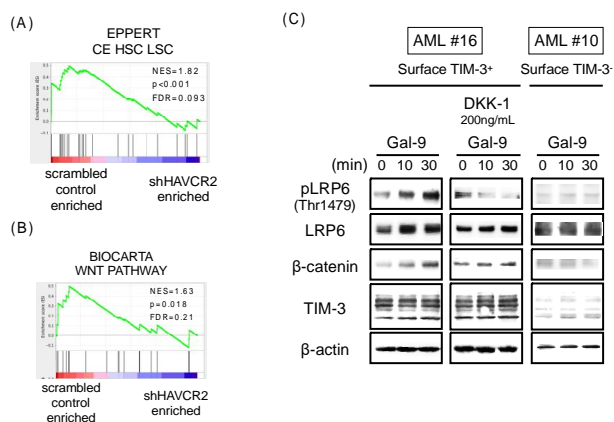 (A)
EPPERT
CE HSC LSC
NES=1.82
p<0.001
FDR=0.093
scrambled
control
enriched
shHAVCR2
enriched
(B)
BIOCARTA
WNT PATHWAY
NES=1.63
p=0.018
FDR=0.21
scrambled
control
enriched
shHAVCR2
enriched
(C)
AML #16 AML #10
Surface TIM-3+ Surface TIM-3-
DKK-1
200ng/mL
Gal-9 Gal-9 Gal-9
(min) 0 10 30 0 10 30 0 10 30
pLRP6
(Thr1479)
LRP6
β-catenin
TIM-3
β-actin